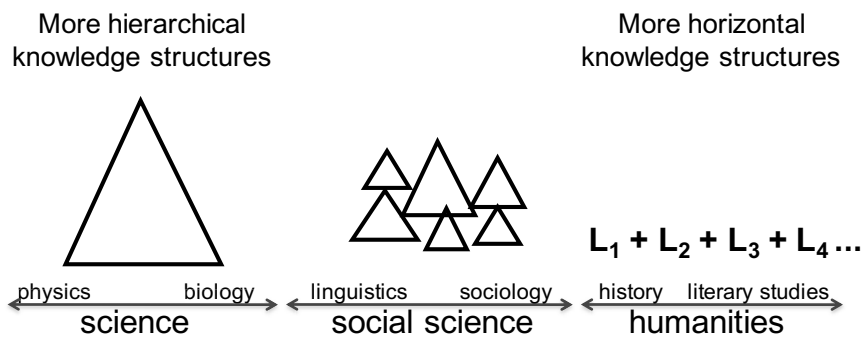 More hierarchical
knowledge structures
More horizontal
knowledge structures
L₁ + L₂ + L₃ + L₄ ...
physics biology
linguistics sociology
history literary studies
science
social science
humanities